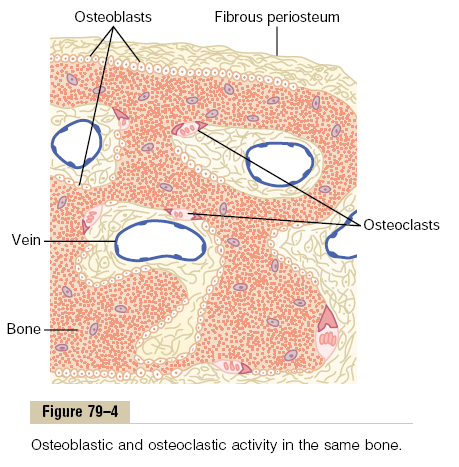 Osteoblasts
Fibrous periosteum
Osteoclasts
Vein
Bone
Figure 79–4
Osteoblastic and osteoclastic activity in the same bone.